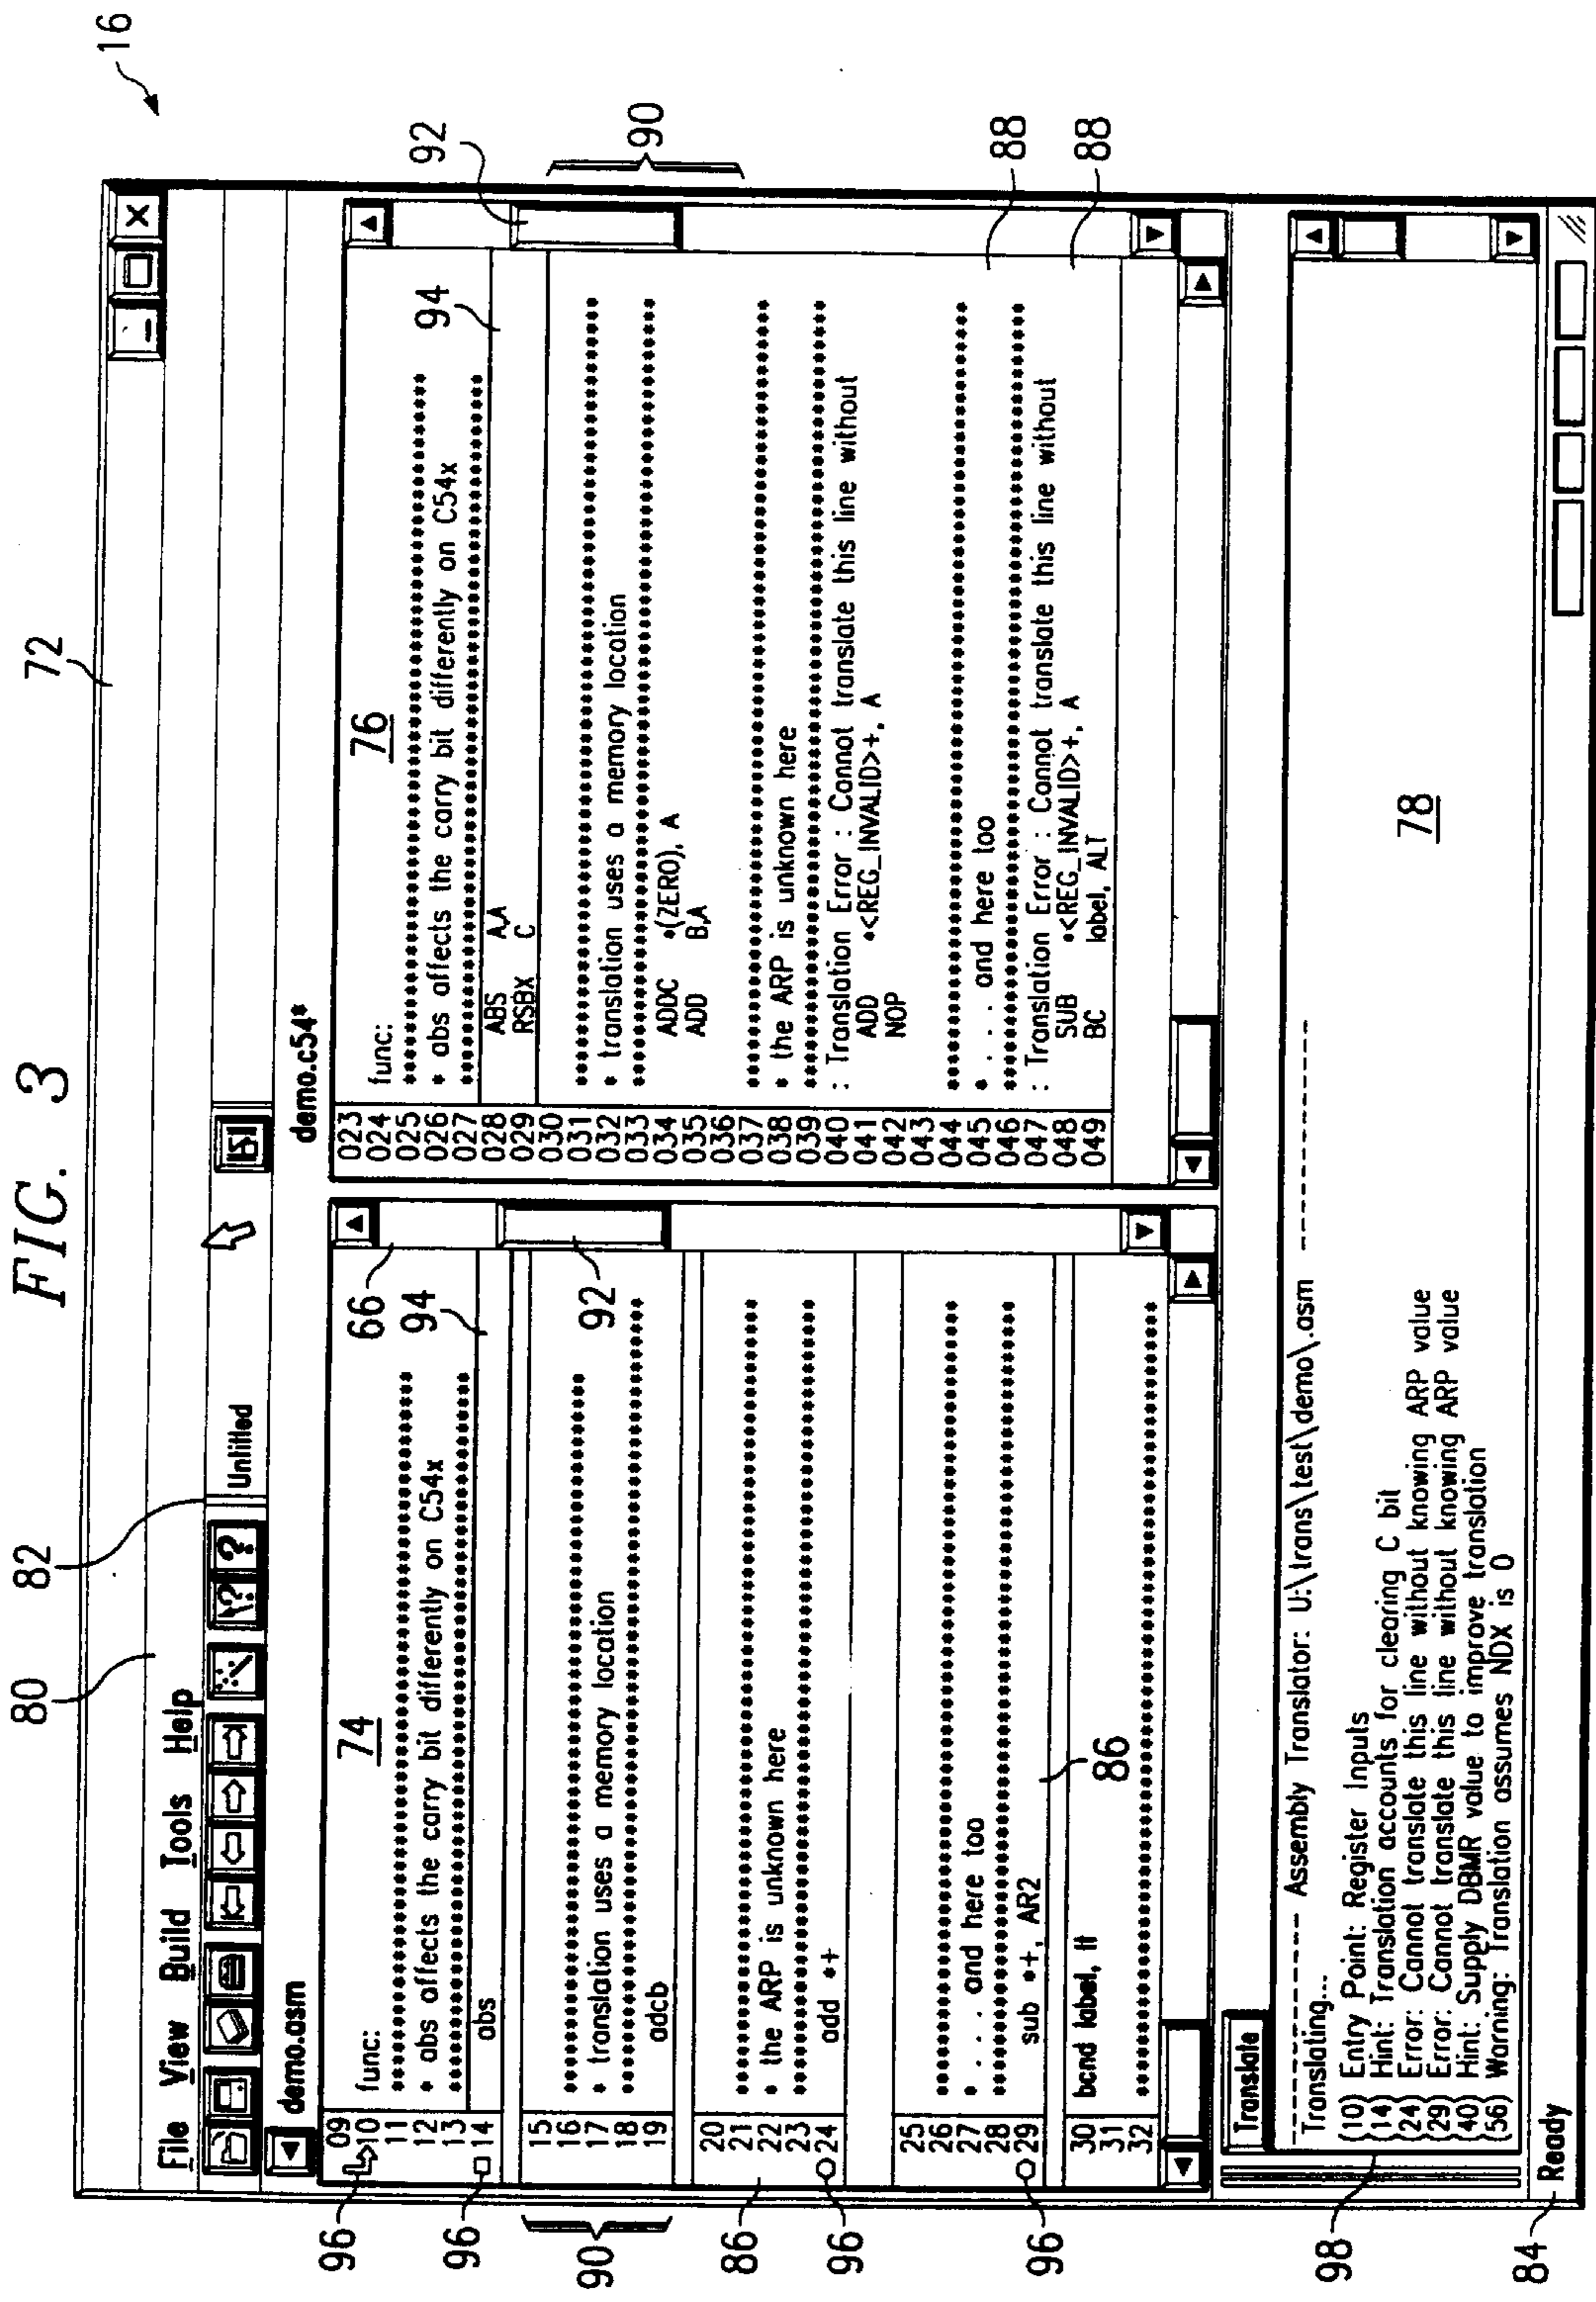 FIG. 3
16
72
80
82
File View Build Tools Help
Untitled
demo.asm
demo.c54*
74
66
94
92
09
10 func:
11 ******************************************************
12 * abs affects the carry bit differently on C54x
13 ******************************************************
14 abs
15
16 ******************************************************
17 * translation uses a memory location
18 ******************************************************
19 adcb
20
21 ******************************************************
22 * the ARP is unknown here
23 ******************************************************
24 add *+
25
26 ******************************************************
27 * . . . and here too
28 ******************************************************
29 sub *+, AR2
30 bcnd label, lt
31
32 ******************************************************
96
96
90
86
96
96
86
76
94
92
90
88
88
023
024 func:
025 ******************************************************
026 * abs affects the carry bit differently on C54x
027 ******************************************************
028 ABS A,A
029 RSBX C
030
031 ******************************************************
032 * translation uses a memory location
033 ******************************************************
034 ADDC *(ZERO), A
035 ADD B,A
036
037 ******************************************************
038 * the ARP is unknown here
039 ******************************************************
040 : Translation Error : Cannot translate this line without
041 ADD *<REG_INVALID>+, A
042 NOP
043
044 ******************************************************
045 * . . . and here too
046 ******************************************************
047 : Translation Error : Cannot translate this line without
048 SUB *<REG_INVALID>+, A
049 BC label, ALT
Translate
78
---------- Assembly Translator: U:\trans\test\demo\.asm ----------
Translating...
{10} Entry Point: Register Inputs
{14} Hint: Translation accounts for clearing C bit
{24} Error: Cannot translate this line without knowing ARP value
{29} Error: Cannot translate this line without knowing ARP value
{40} Hint: Supply DBMR value to improve translation
{56} Warning: Translation assumes NDX is 0
98
Ready
84